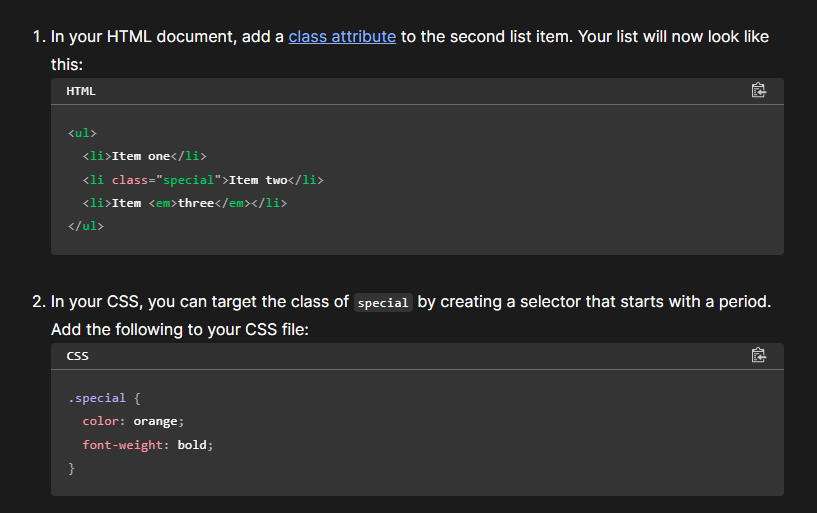 1. In your HTML document, add a class attribute to the second list item. Your list will now look like
this:
HTML
<ul>
  <li>Item one</li>
  <li class="special">Item two</li>
  <li>Item <em>three</em></li>
</ul>
2. In your CSS, you can target the class of special by creating a selector that starts with a period.
Add the following to your CSS file:
CSS
.special {
  color: orange;
  font-weight: bold;
}